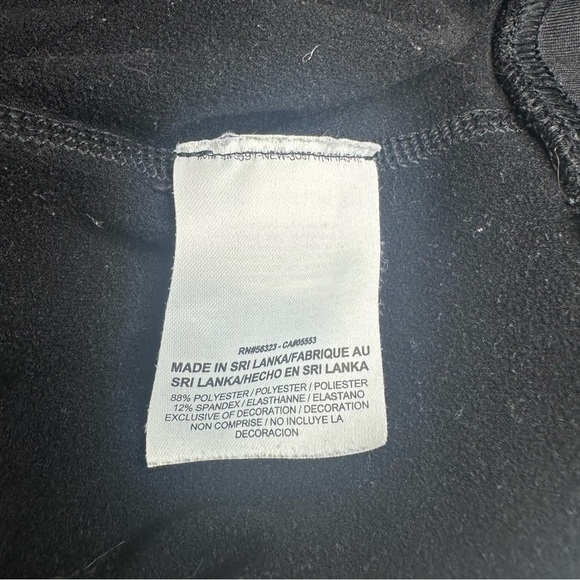 RN#56323 - CA#05553
MADE IN SRI LANKA/FABRIQUE AU
SRI LANKA/HECHO EN SRI LANKA
88% POLYESTER / POLYESTER / POLIESTER
12% SPANDEX / ELASTHANNE / ELASTANO
EXCLUSIVE OF DECORATION / DECORATION
NON COMPRISE / NO INCLUYE LA
DECORACION